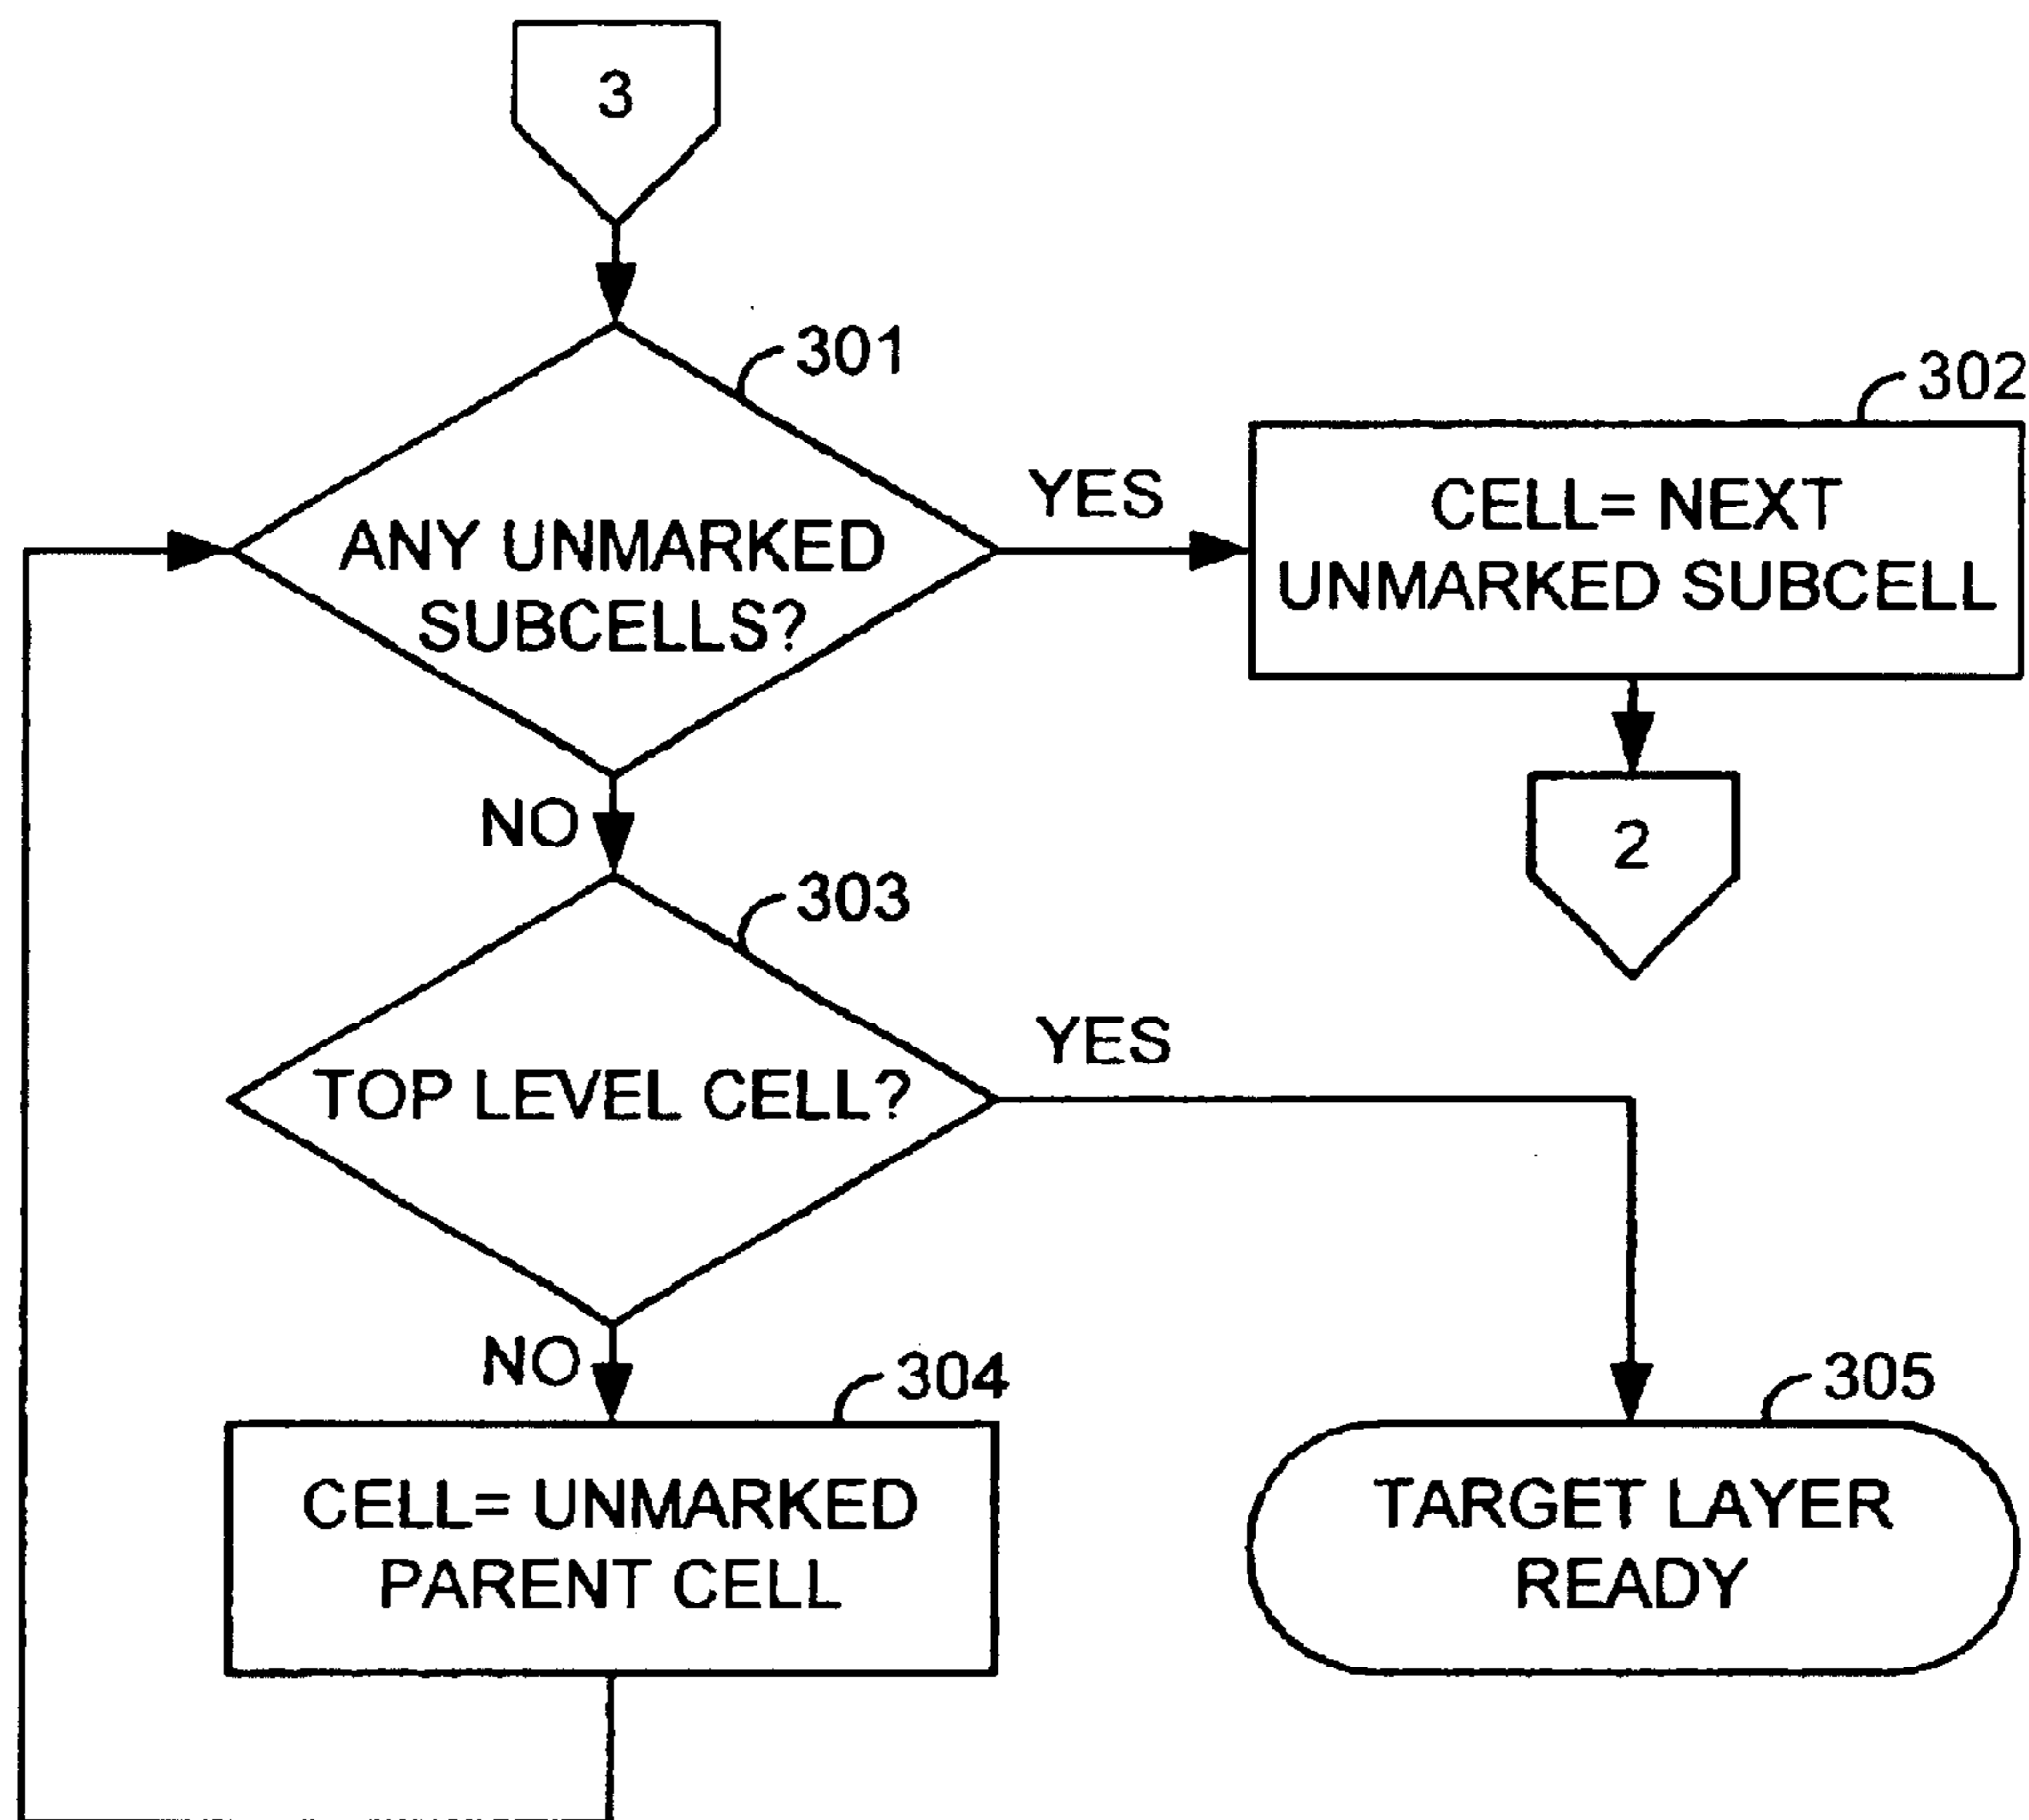 3
301
302
YES
CELL= NEXT
UNMARKED SUBCELL
ANY UNMARKED
SUBCELLS?
NO
2
303
YES
TOP LEVEL CELL?
NO
304
305
CELL= UNMARKED
PARENT CELL
TARGET LAYER
READY